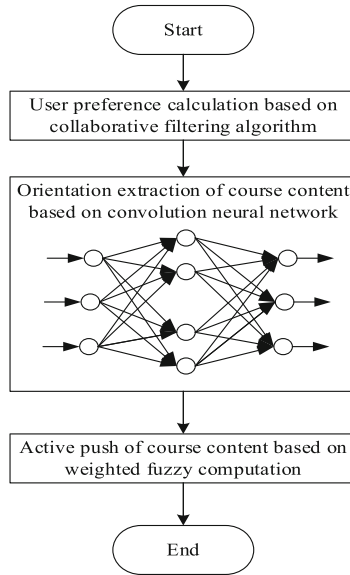 Start
User preference calculation based on
collaborative filtering algorithm
Orientation extraction of course content
based on convolution neural network
Active push of course content based on
weighted fuzzy computation
End